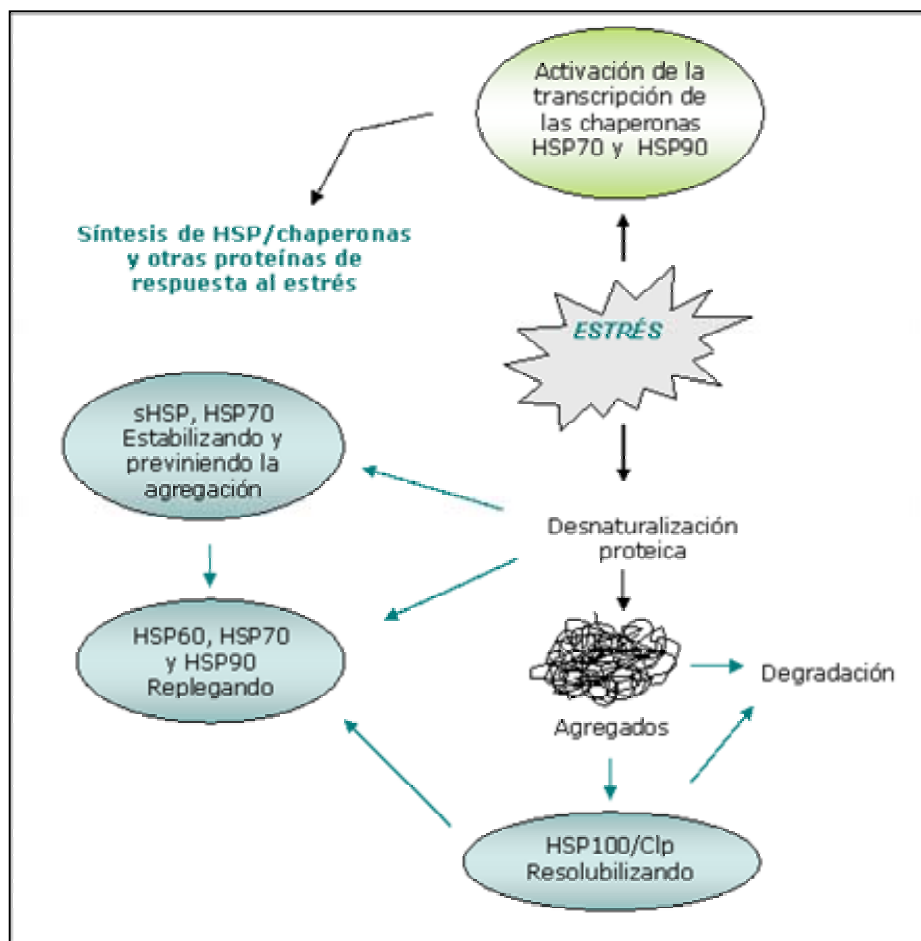 Activación de la
transcripción de
las chaperonas
HSP70 y HSP90
Síntesis de HSP/chaperonas
y otras proteínas de
respuesta al estrés
ESTRÉS
sHSP, HSP70
Estabilizando y
previniendo la
agregación
Desnaturalización
proteica
HSP60, HSP70
y HSP90
Replegando
Degradación
Agregados
HSP100/Clp
Resolubilizando